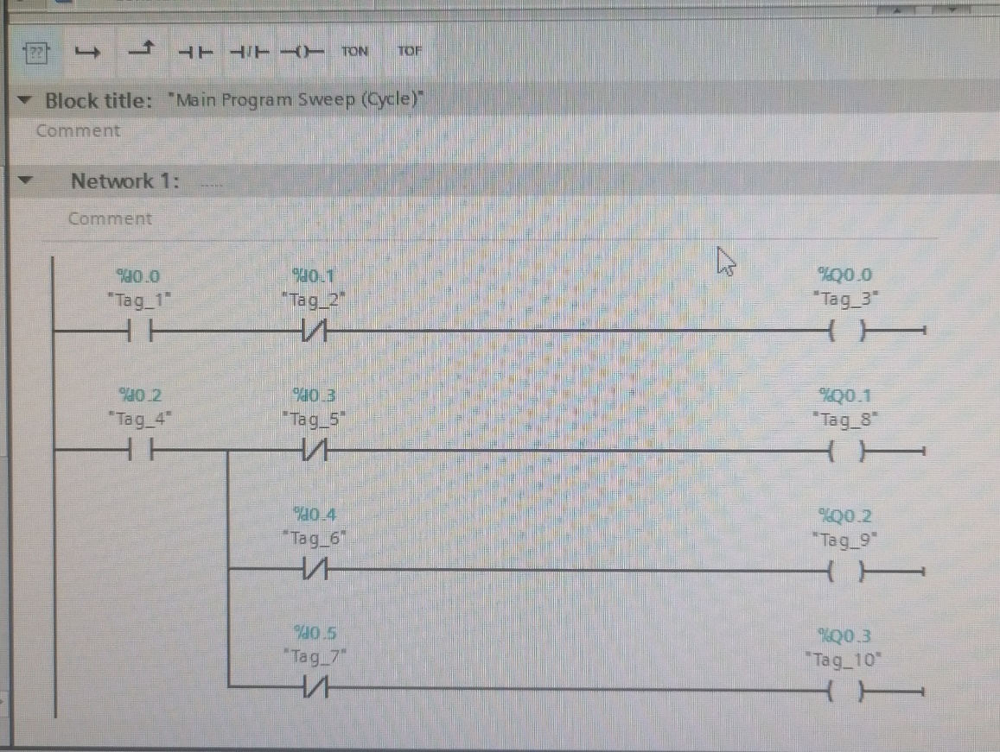 ??
TON TOF
Block title: "Main Program Sweep (Cycle)"
Comment
Network 1: .....
Comment
%I0.0 %I0.1 %Q0.0
"Tag_1" "Tag_2" "Tag_3"
%I0.2 %I0.3 %Q0.1
"Tag_4" "Tag_5" "Tag_8"
%I0.4 %Q0.2
"Tag_6" "Tag_9"
%I0.5 %Q0.3
"Tag_7" "Tag_10"